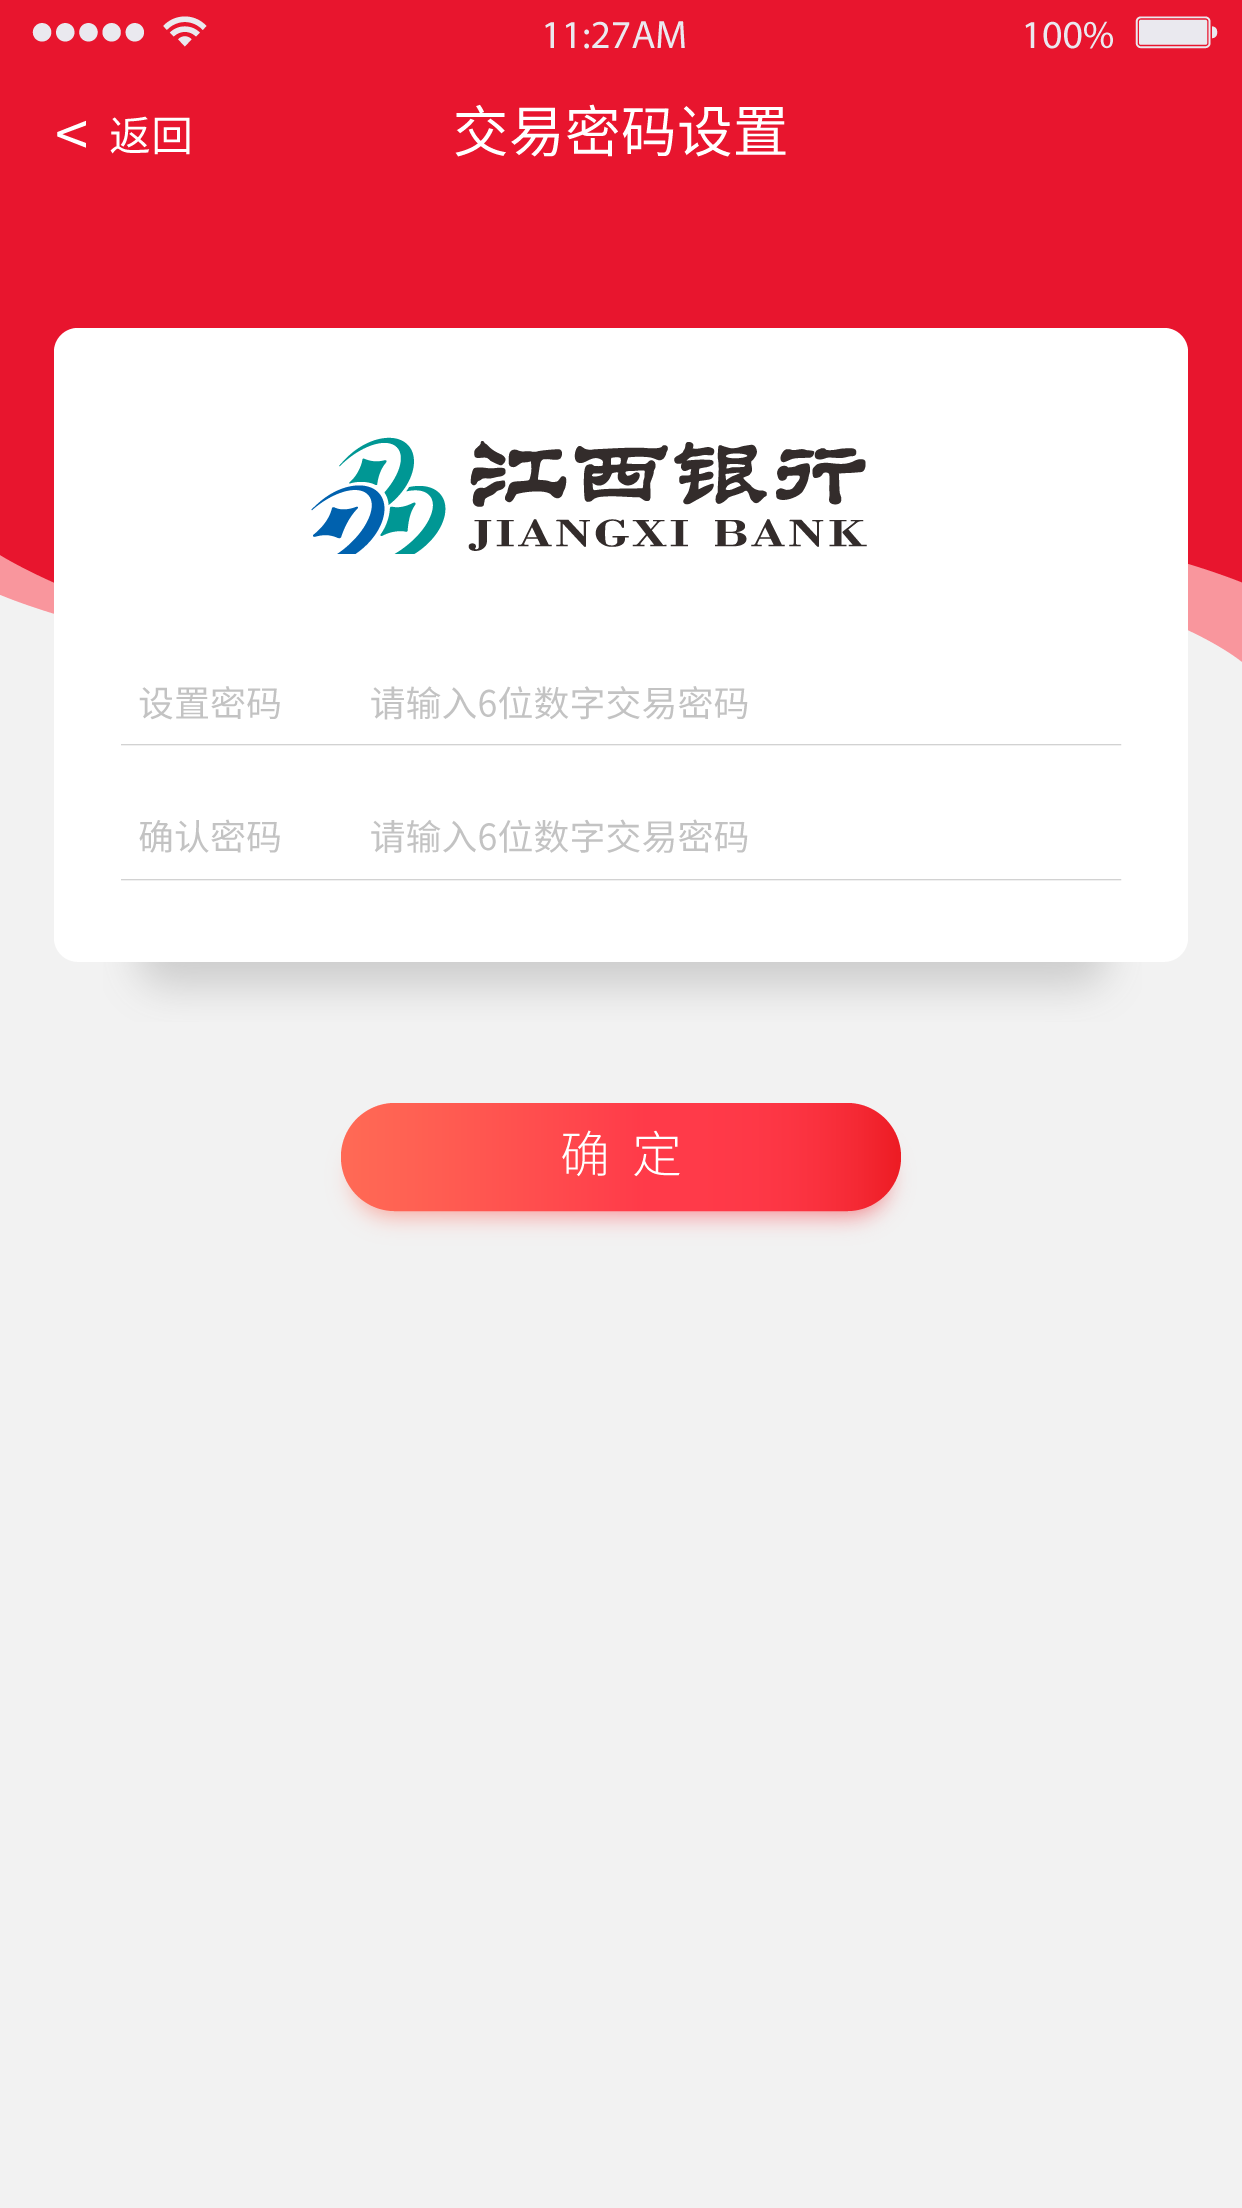 11:27AM
100%
< 返回
交易密码设置
江西银行
JIANGXI BANK
设置密码 请输入6位数字交易密码
确认密码 请输入6位数字交易密码
确 定